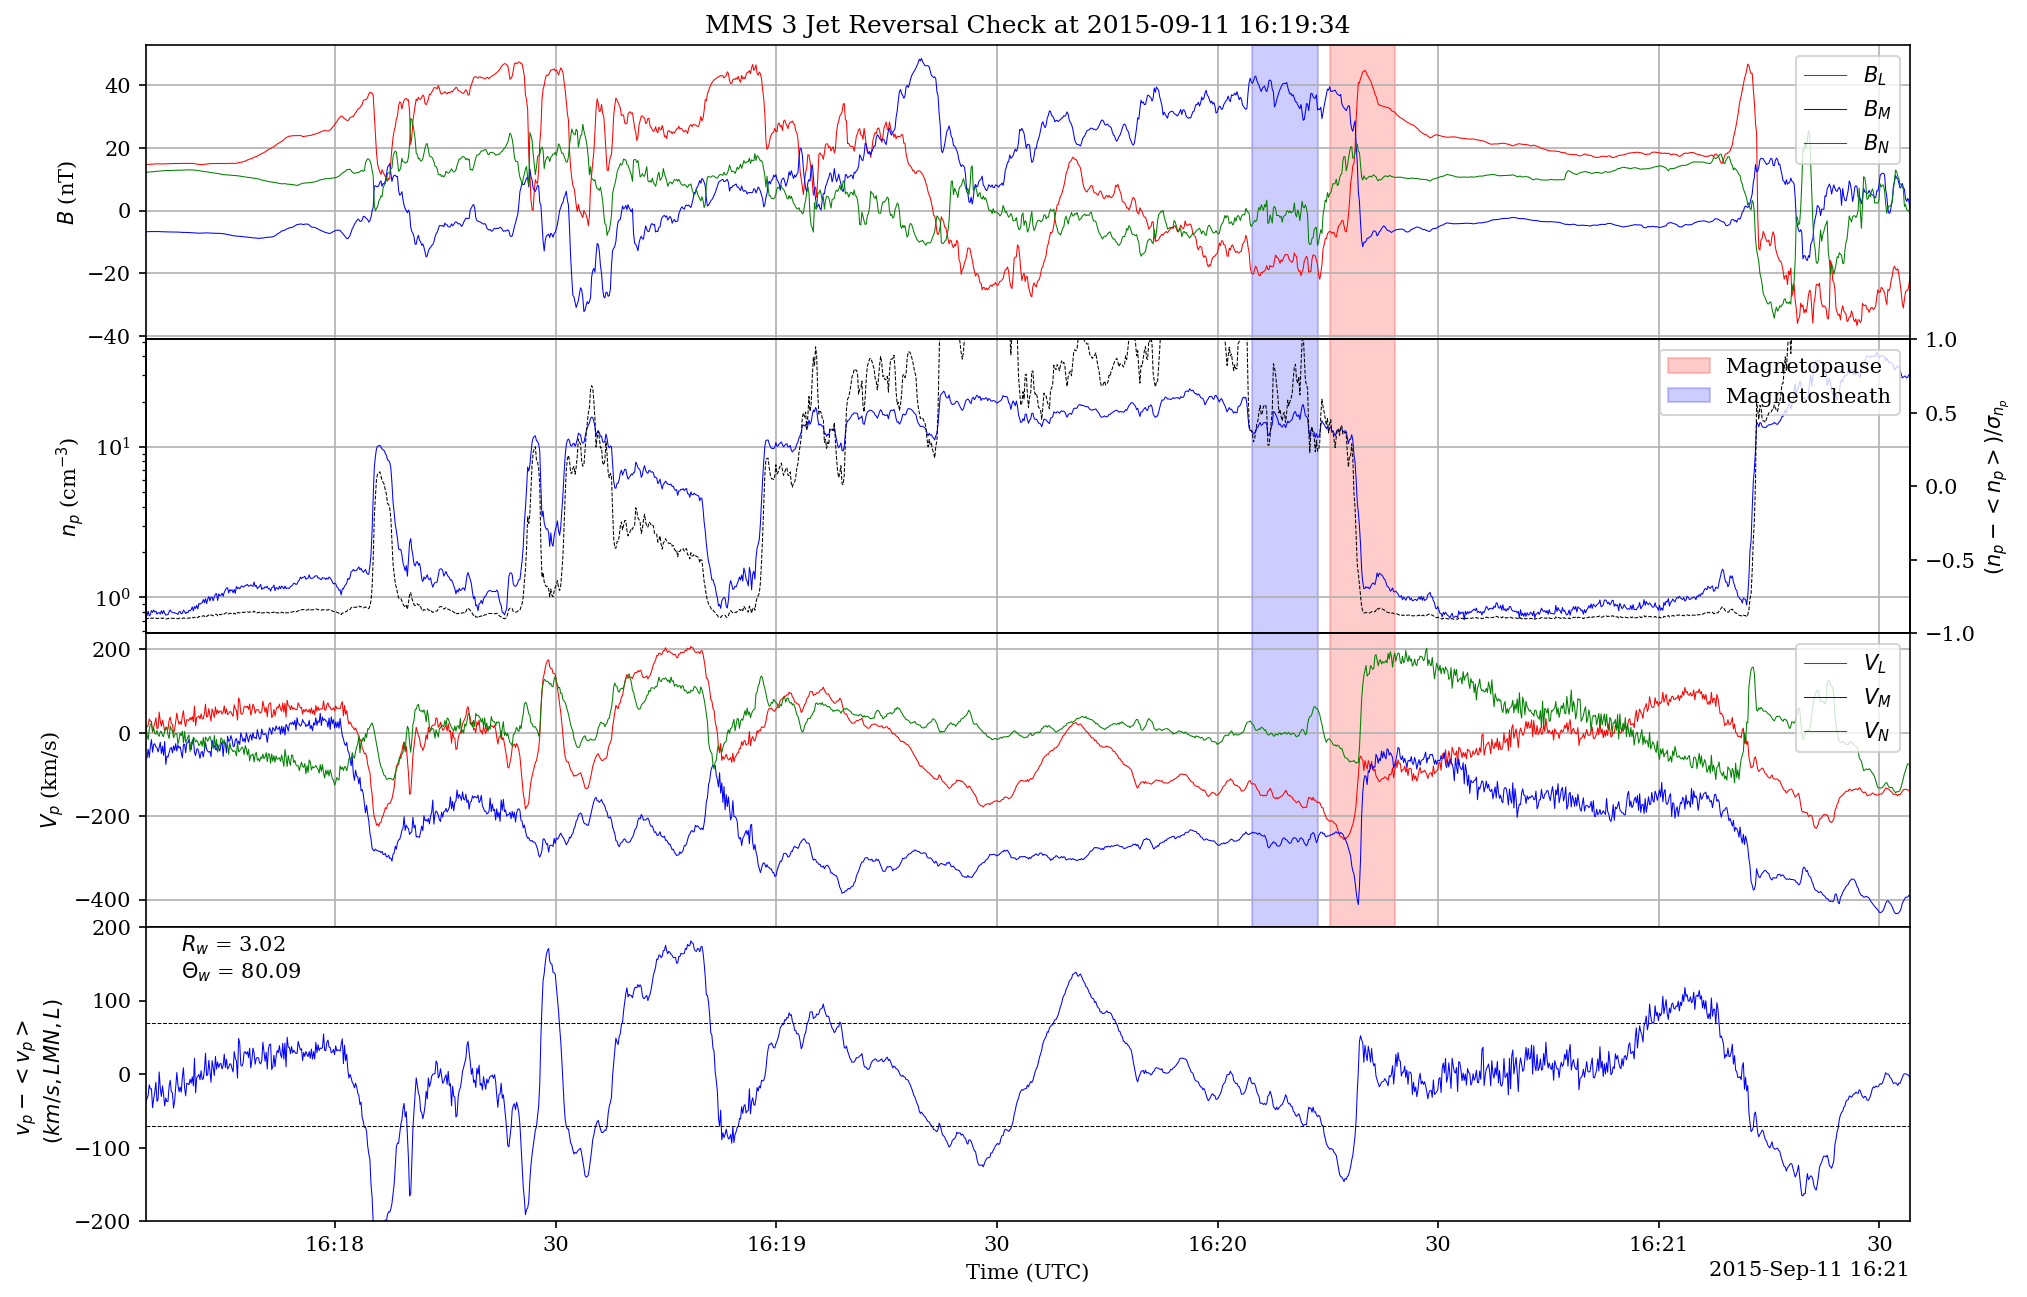 MMS 3 Jet Reversal Check at 2015-09-11 16:19:34
40
20
0
−20
−40
B (nT)
B_L
B_M
B_N
10^1
10^0
n_p (cm^{−3})
1.0
0.5
0.0
−0.5
−1.0
(n_p − < n_p >)/σ_{n_p}
Magnetopause
Magnetosheath
200
0
−200
−400
V_p (km/s)
V_L
V_M
V_N
200
100
0
−100
−200
v_p − < v_p >
(km/s, LMN, L)
R_w = 3.02
Θ_w = 80.09
16:18
30
16:19
30
16:20
30
16:21
30
Time (UTC)
2015-Sep-11 16:21